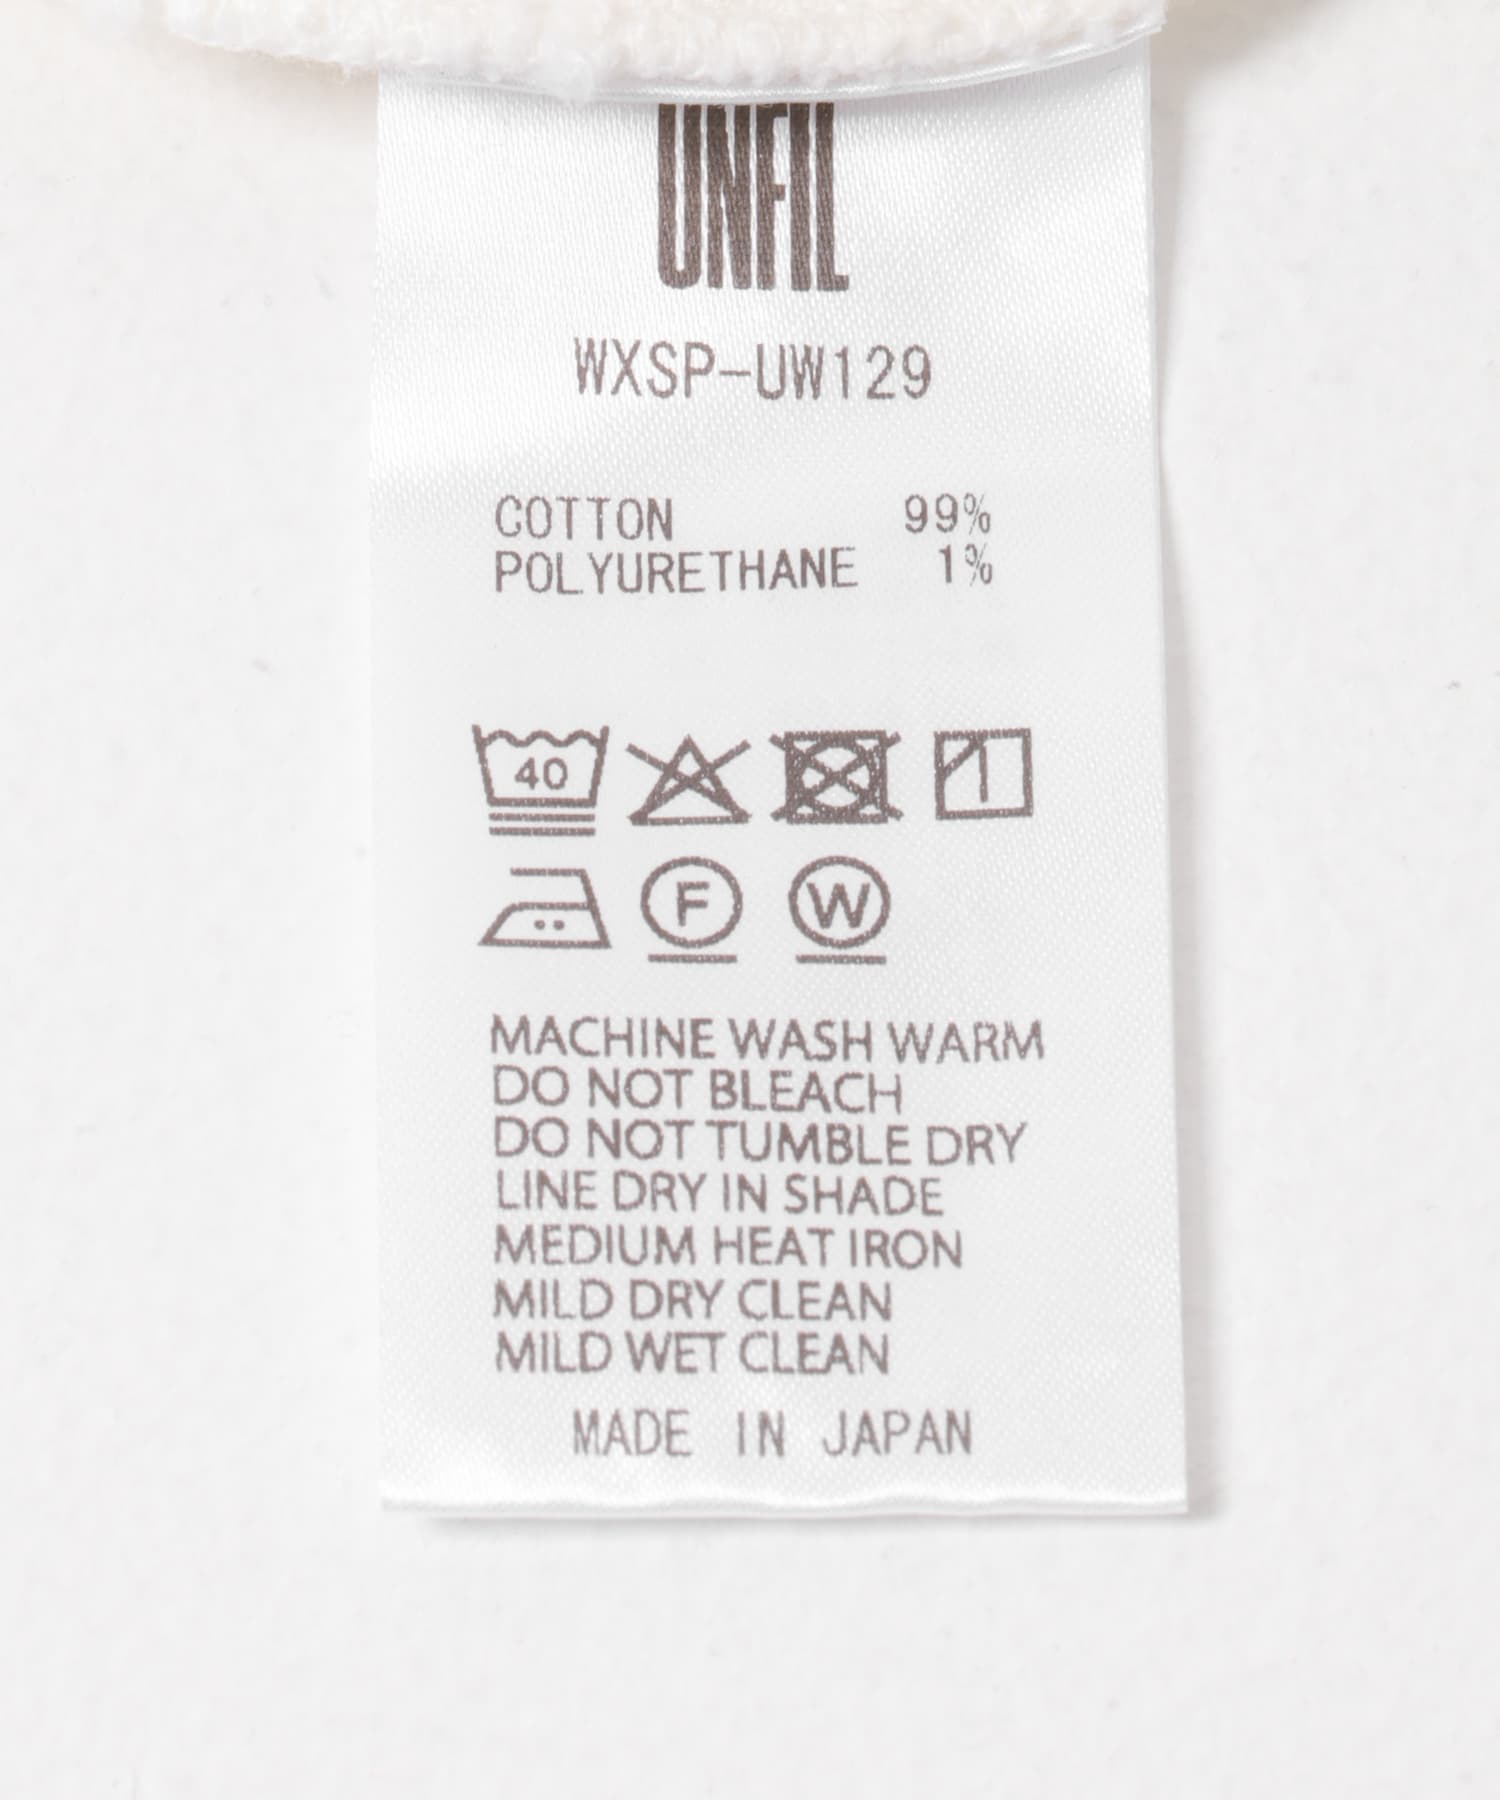 UNFIL
WXSP-UW129
COTTON 99%
POLYURETHANE 1%
40
F W
MACHINE WASH WARM
DO NOT BLEACH
DO NOT TUMBLE DRY
LINE DRY IN SHADE
MEDIUM HEAT IRON
MILD DRY CLEAN
MILD WET CLEAN
MADE IN JAPAN